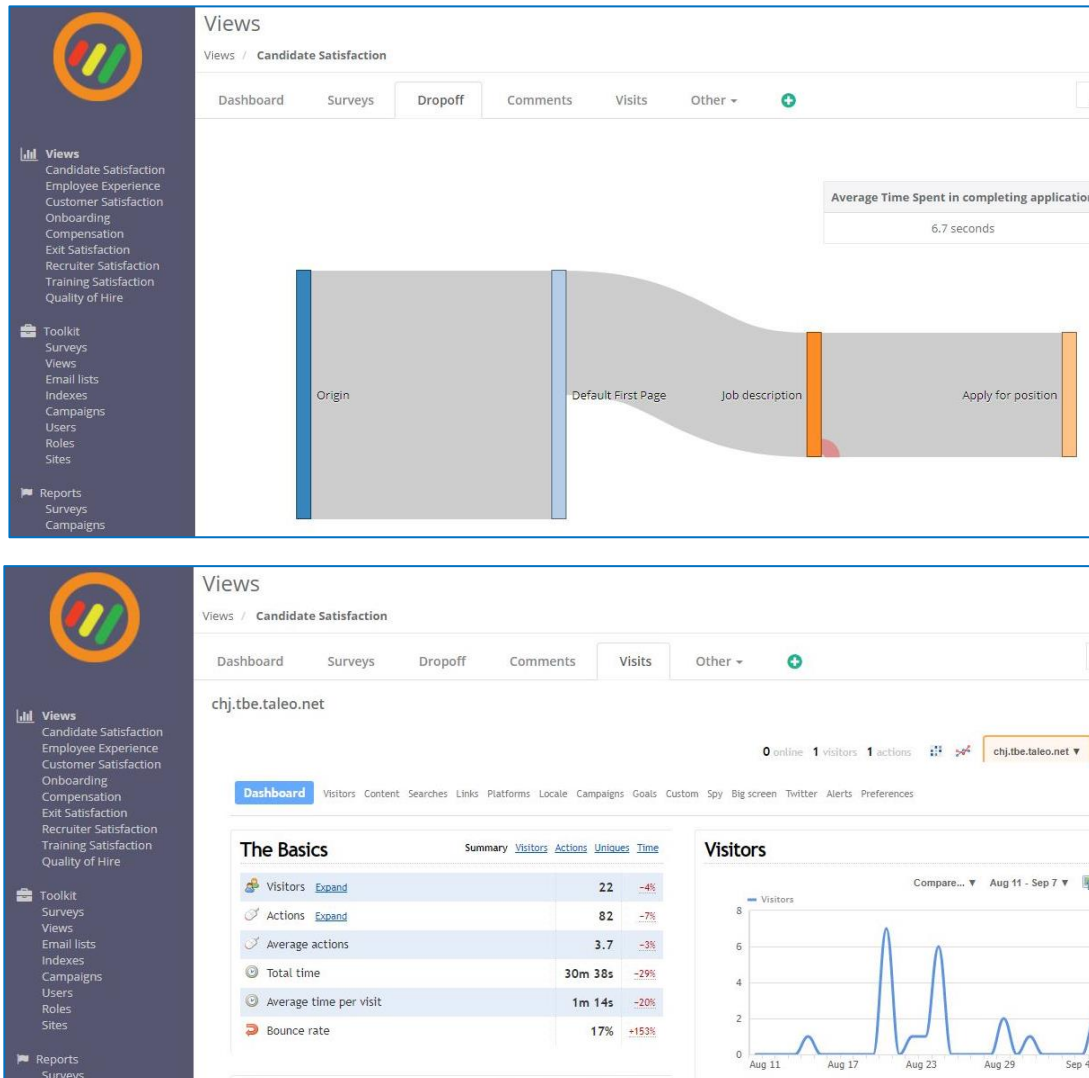 Views
Views / Candidate Satisfaction
Dashboard Surveys Dropoff Comments Visits Other
Views
Candidate Satisfaction
Employee Experience
Customer Satisfaction
Onboarding
Compensation
Exit Satisfaction
Recruiter Satisfaction
Training Satisfaction
Quality of Hire
Toolkit
Surveys
Views
Email lists
Indexes
Campaigns
Users
Roles
Sites
Reports
Surveys
Campaigns
Average Time Spent in completing application
6.7 seconds
Origin
Default First Page
Job description
Apply for position
Views
Views / Candidate Satisfaction
Dashboard Surveys Dropoff Comments Visits Other
Views
Candidate Satisfaction
Employee Experience
Customer Satisfaction
Onboarding
Compensation
Exit Satisfaction
Recruiter Satisfaction
Training Satisfaction
Quality of Hire
Toolkit
Surveys
Views
Email lists
Indexes
Campaigns
Users
Roles
Sites
Reports
Surveys
chj.tbe.taleo.net
0 online 1 visitors 1 actions chj.tbe.taleo.net ▼
Dashboard Visitors Content Searches Links Platforms Locale Campaigns Goals Custom Spy Big screen Twitter Alerts Preferences
The Basics Summary Visitors Actions Uniques Time
Visitors Expand 22 -4%
Actions Expand 82 -7%
Average actions 3.7 -3%
Total time 30m 38s -29%
Average time per visit 1m 14s -20%
Bounce rate 17% +153%
Visitors
Compare... ▼ Aug 11 - Sep 7 ▼
Visitors
8
6
4
2
0
Aug 11 Aug 17 Aug 23 Aug 29 Sep 4